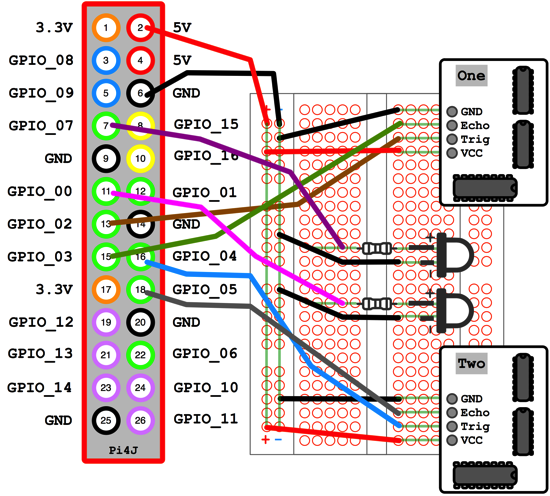 3.3V 1 2 5V
GPIO_08 3 4 5V
GPIO_09 5 6 GND
GPIO_07 7 8 GPIO_15
GND 9 10 GPIO_16
GPIO_00 11 12 GPIO_01
GPIO_02 13 14 GND
GPIO_03 15 16 GPIO_04
3.3V 17 18 GPIO_05
GPIO_12 19 20 GND
GPIO_13 21 22 GPIO_06
GPIO_14 23 24 GPIO_10
GND 25 26 GPIO_11
Pi4J
+ -
One
GND
Echo
Trig
VCC
+
-
+
-
Two
GND
Echo
Trig
VCC